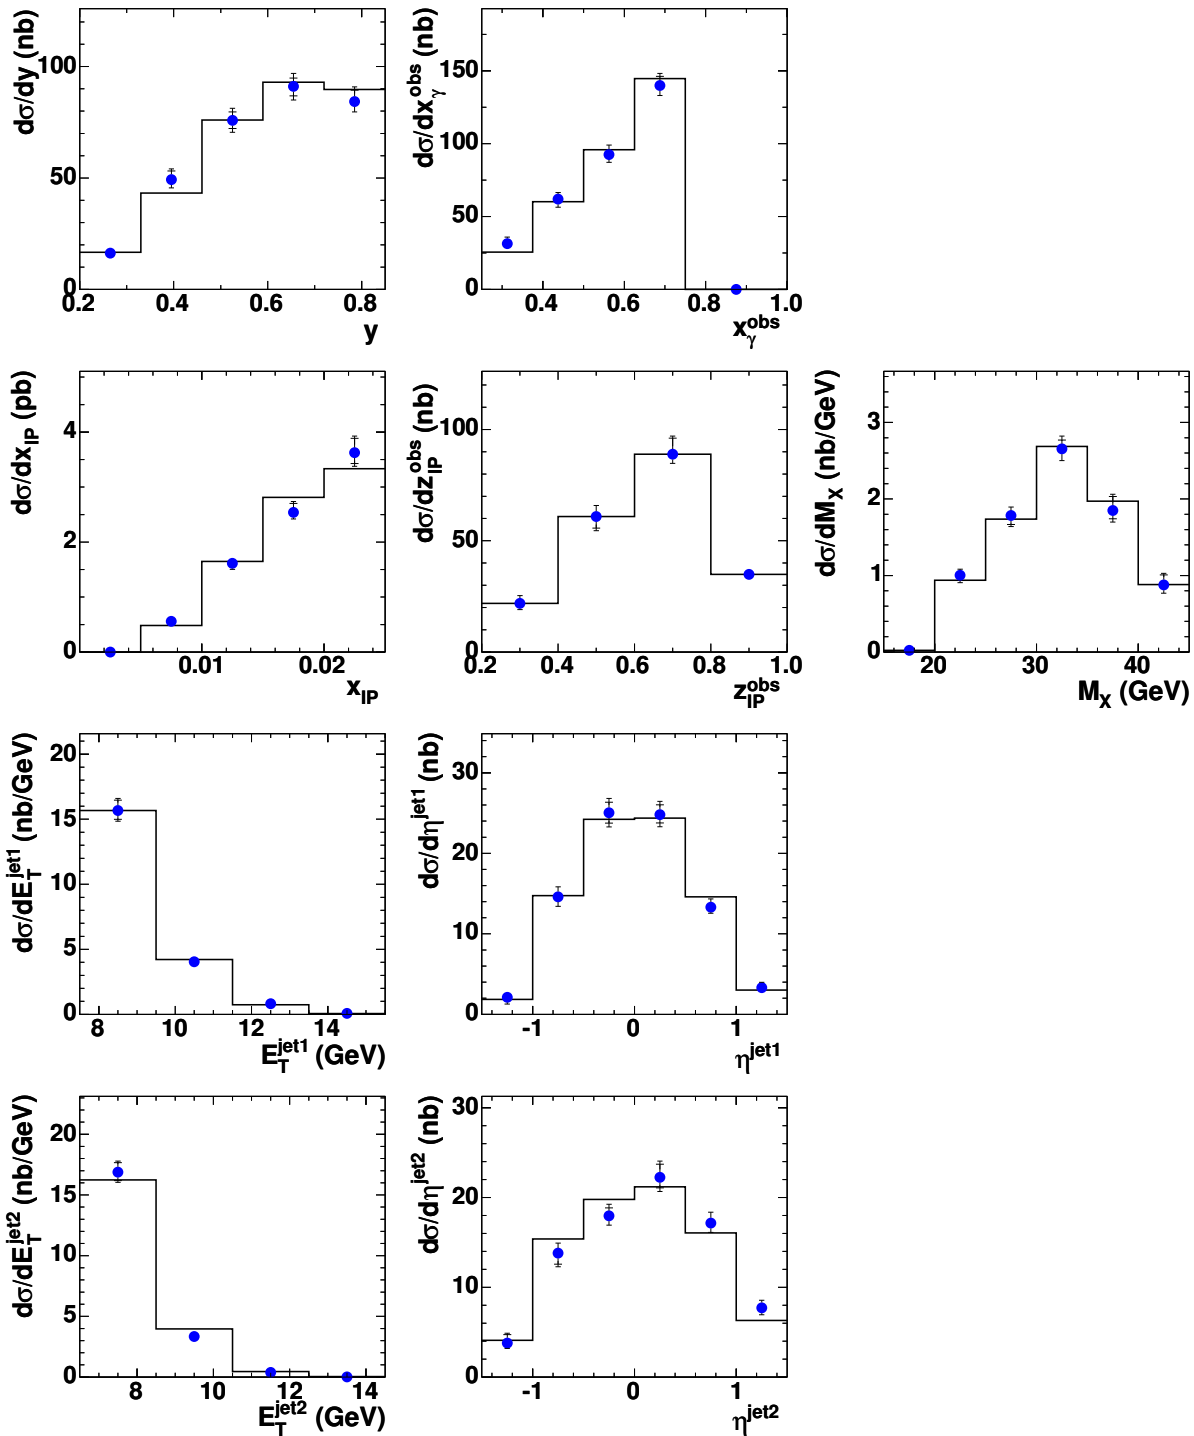 dσ/dy (nb)
100
50
0
0.2 0.4 0.6 0.8
y
dσ/dx_γ^obs (nb)
150
100
50
0
0.4 0.6 0.8 1.0
x_γ^obs
dσ/dx_IP (pb)
4
2
0
0.01 0.02
x_IP
dσ/dz_IP^obs (nb)
100
50
0
0.2 0.4 0.6 0.8 1.0
z_IP^obs
dσ/dM_X (nb/GeV)
3
2
1
0
20 30 40
M_X (GeV)
dσ/dE_T^jet1 (nb/GeV)
20
15
10
5
0
8 10 12 14
E_T^jet1 (GeV)
dσ/dη^jet1 (nb)
30
20
10
0
-1 0 1
η^jet1
dσ/dE_T^jet2 (nb/GeV)
20
15
10
5
0
8 10 12 14
E_T^jet2 (GeV)
dσ/dη^jet2 (nb)
30
20
10
0
-1 0 1
η^jet2